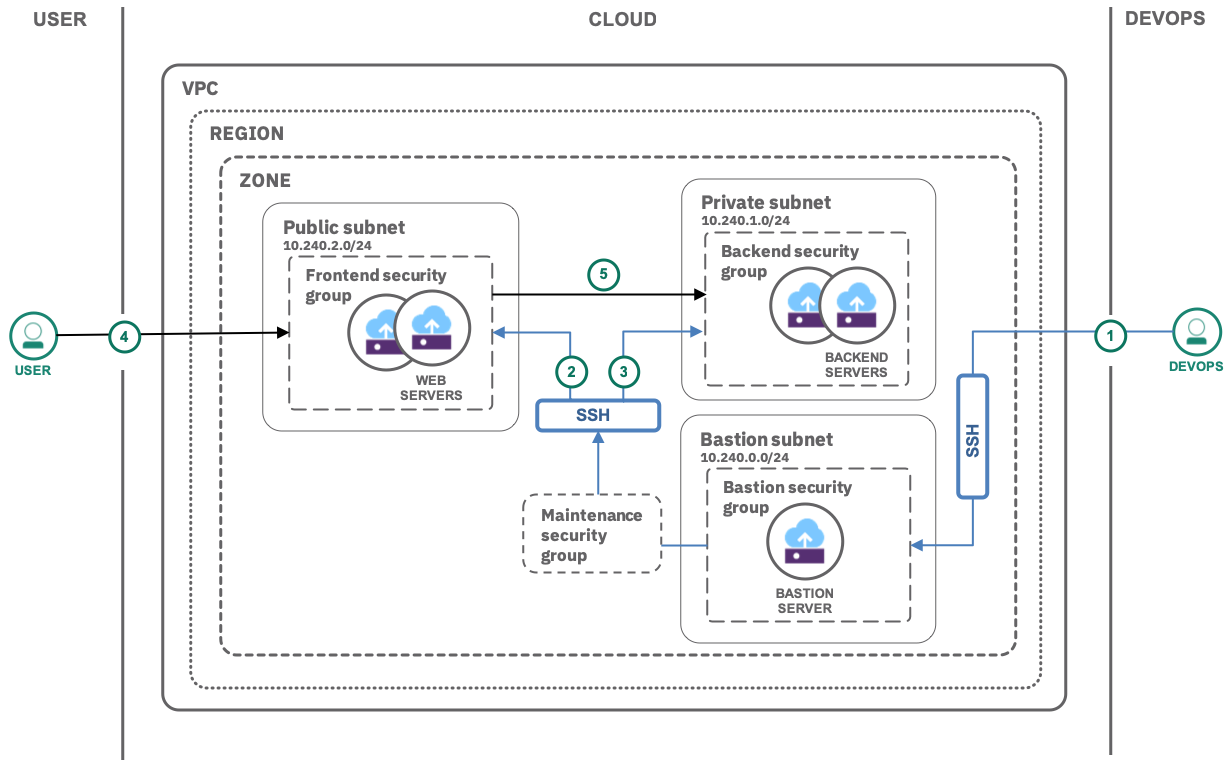 USER
CLOUD
DEVOPS
VPC
REGION
ZONE
Public subnet
10.240.2.0/24
Frontend security
group
WEB
SERVERS
Private subnet
10.240.1.0/24
Backend security
group
BACKEND
SERVERS
5
4
USER
2
3
SSH
1
DEVOPS
SSH
Bastion subnet
10.240.0.0/24
Bastion security
group
BASTION
SERVER
Maintenance
security
group